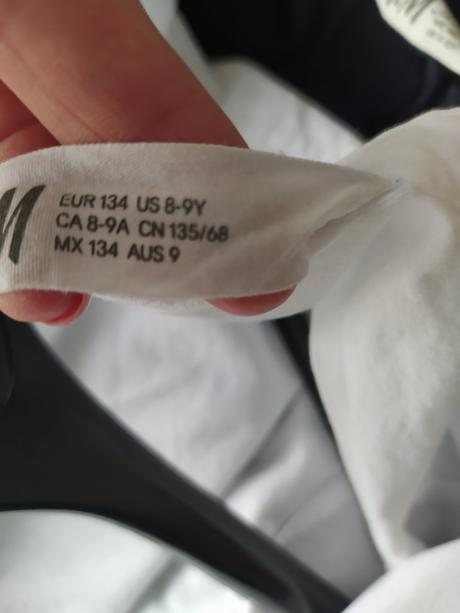 M
EUR 134 US 8-9Y
CA 8-9A CN 135/68
MX 134 AUS 9